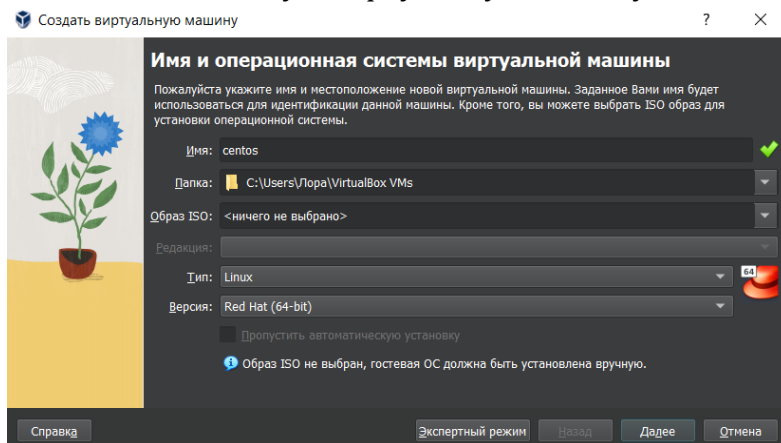 Создать виртуальную машину
?
Имя и операционная системы виртуальной машины
Пожалуйста укажите имя и местоположение новой виртуальной машины. Заданное Вами имя будет
использоваться для идентификации данной машины. Кроме того, вы можете выбрать ISO образ для
установки операционной системы.
Имя: centos
Папка: C:\Users\Лора\VirtualBox VMs
Образ ISO: <ничего не выбрано>
Редакция:
Тип: Linux
64
Версия: Red Hat (64-bit)
Пропустить автоматическую установку
Образ ISO не выбран, гостевая ОС должна быть установлена вручную.
Справка Экспертный режим Назад Далее Отмена